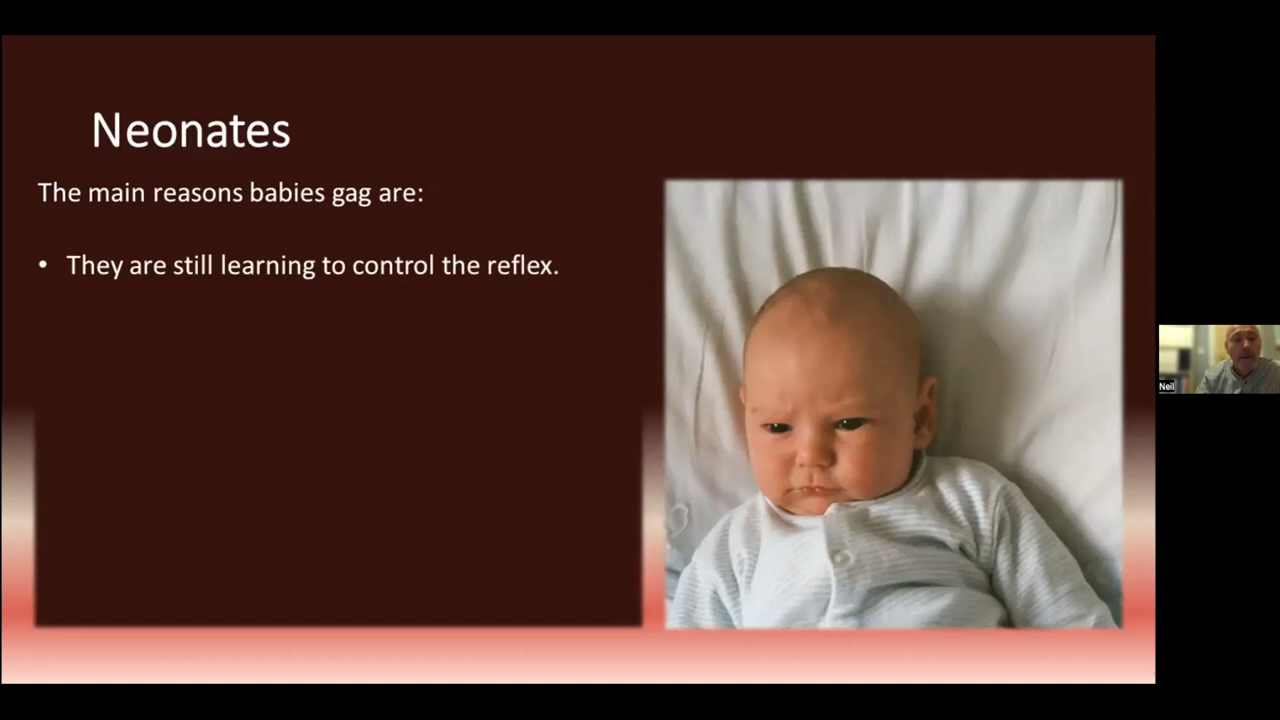 Neonates
The main reasons babies gag are:
• They are still learning to control the reflex.
Neil